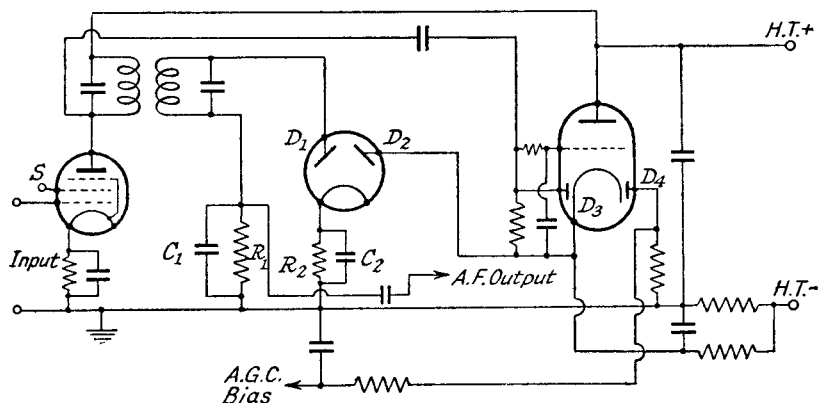 H.T.+
D₁
D₂
S
D₃
D₄
Input
C₁
R₁
R₂
C₂
A.F. Output
H.T.-
A.G.C.
Bias